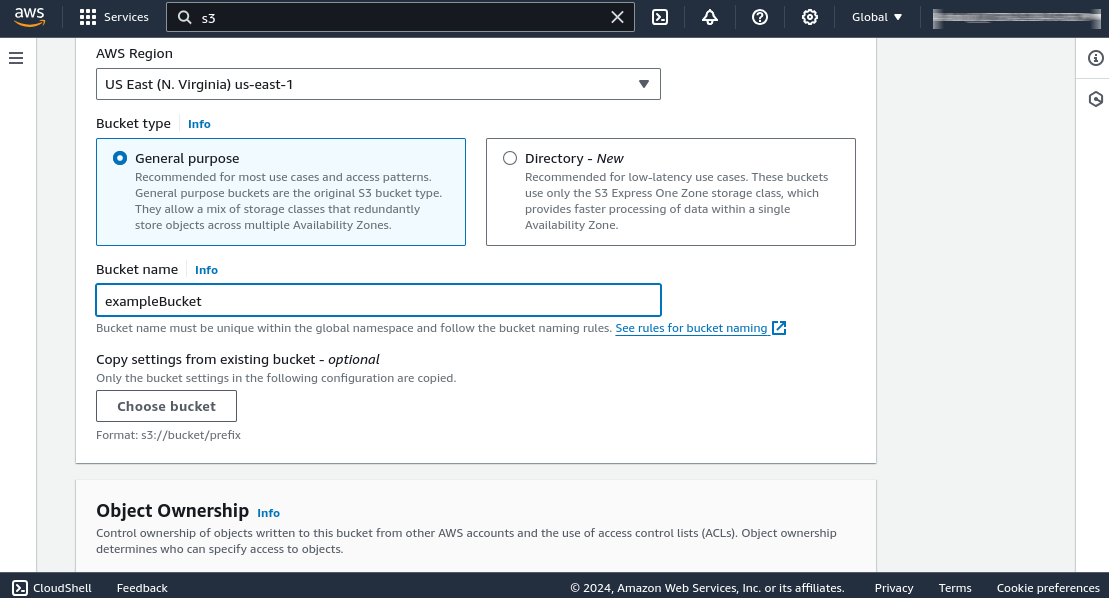 aws
Services
s3
Global
AWS Region
US East (N. Virginia) us-east-1
Bucket type
Info
General purpose
Recommended for most use cases and access patterns.
General purpose buckets are the original S3 bucket type.
They allow a mix of storage classes that redundantly
store objects across multiple Availability Zones.
Directory - New
Recommended for low-latency use cases. These buckets
use only the S3 Express One Zone storage class, which
provides faster processing of data within a single
Availability Zone.
Bucket name
Info
exampleBucket
Bucket name must be unique within the global namespace and follow the bucket naming rules. See rules for bucket naming
Copy settings from existing bucket - optional
Only the bucket settings in the following configuration are copied.
Choose bucket
Format: s3://bucket/prefix
Object Ownership
Info
Control ownership of objects written to this bucket from other AWS accounts and the use of access control lists (ACLs). Object ownership
determines who can specify access to objects.
CloudShell
Feedback
© 2024, Amazon Web Services, Inc. or its affiliates.
Privacy
Terms
Cookie preferences